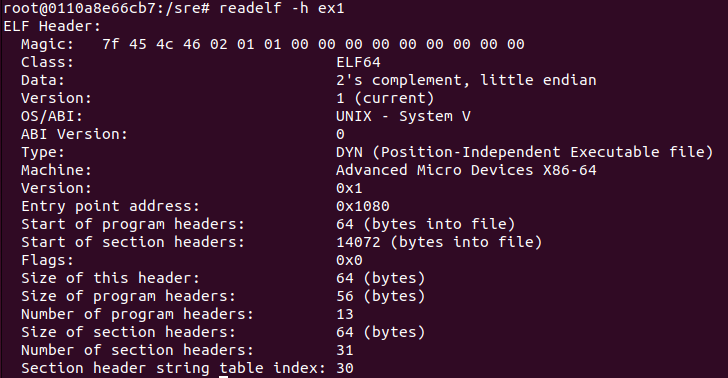 root@0110a8e66cb7:/sre# readelf -h ex1
ELF Header:
  Magic:   7f 45 4c 46 02 01 01 00 00 00 00 00 00 00 00 00
  Class:                             ELF64
  Data:                              2's complement, little endian
  Version:                           1 (current)
  OS/ABI:                            UNIX - System V
  ABI Version:                       0
  Type:                              DYN (Position-Independent Executable file)
  Machine:                           Advanced Micro Devices X86-64
  Version:                           0x1
  Entry point address:               0x1080
  Start of program headers:          64 (bytes into file)
  Start of section headers:          14072 (bytes into file)
  Flags:                             0x0
  Size of this header:               64 (bytes)
  Size of program headers:           56 (bytes)
  Number of program headers:         13
  Size of section headers:           64 (bytes)
  Number of section headers:         31
  Section header string table index: 30